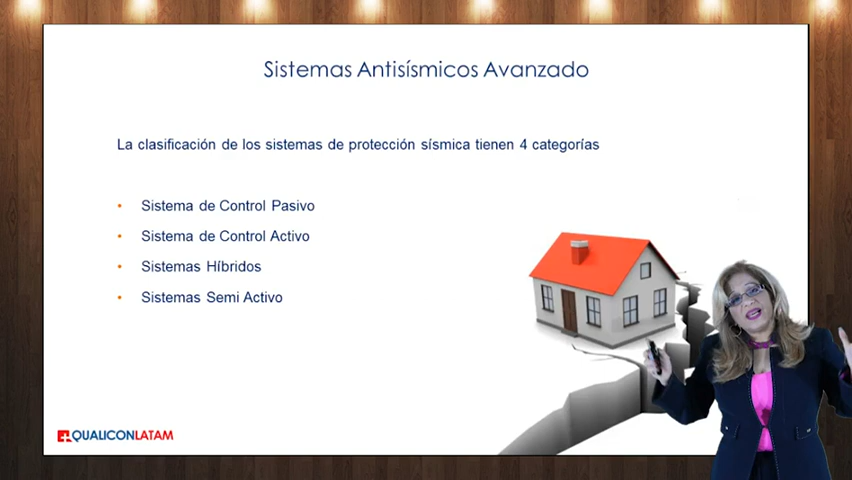 Sistemas Antisísmicos Avanzado
La clasificación de los sistemas de protección sísmica tienen 4 categorías
• Sistema de Control Pasivo
• Sistema de Control Activo
• Sistemas Híbridos
• Sistemas Semi Activo
QUALICONLATAM